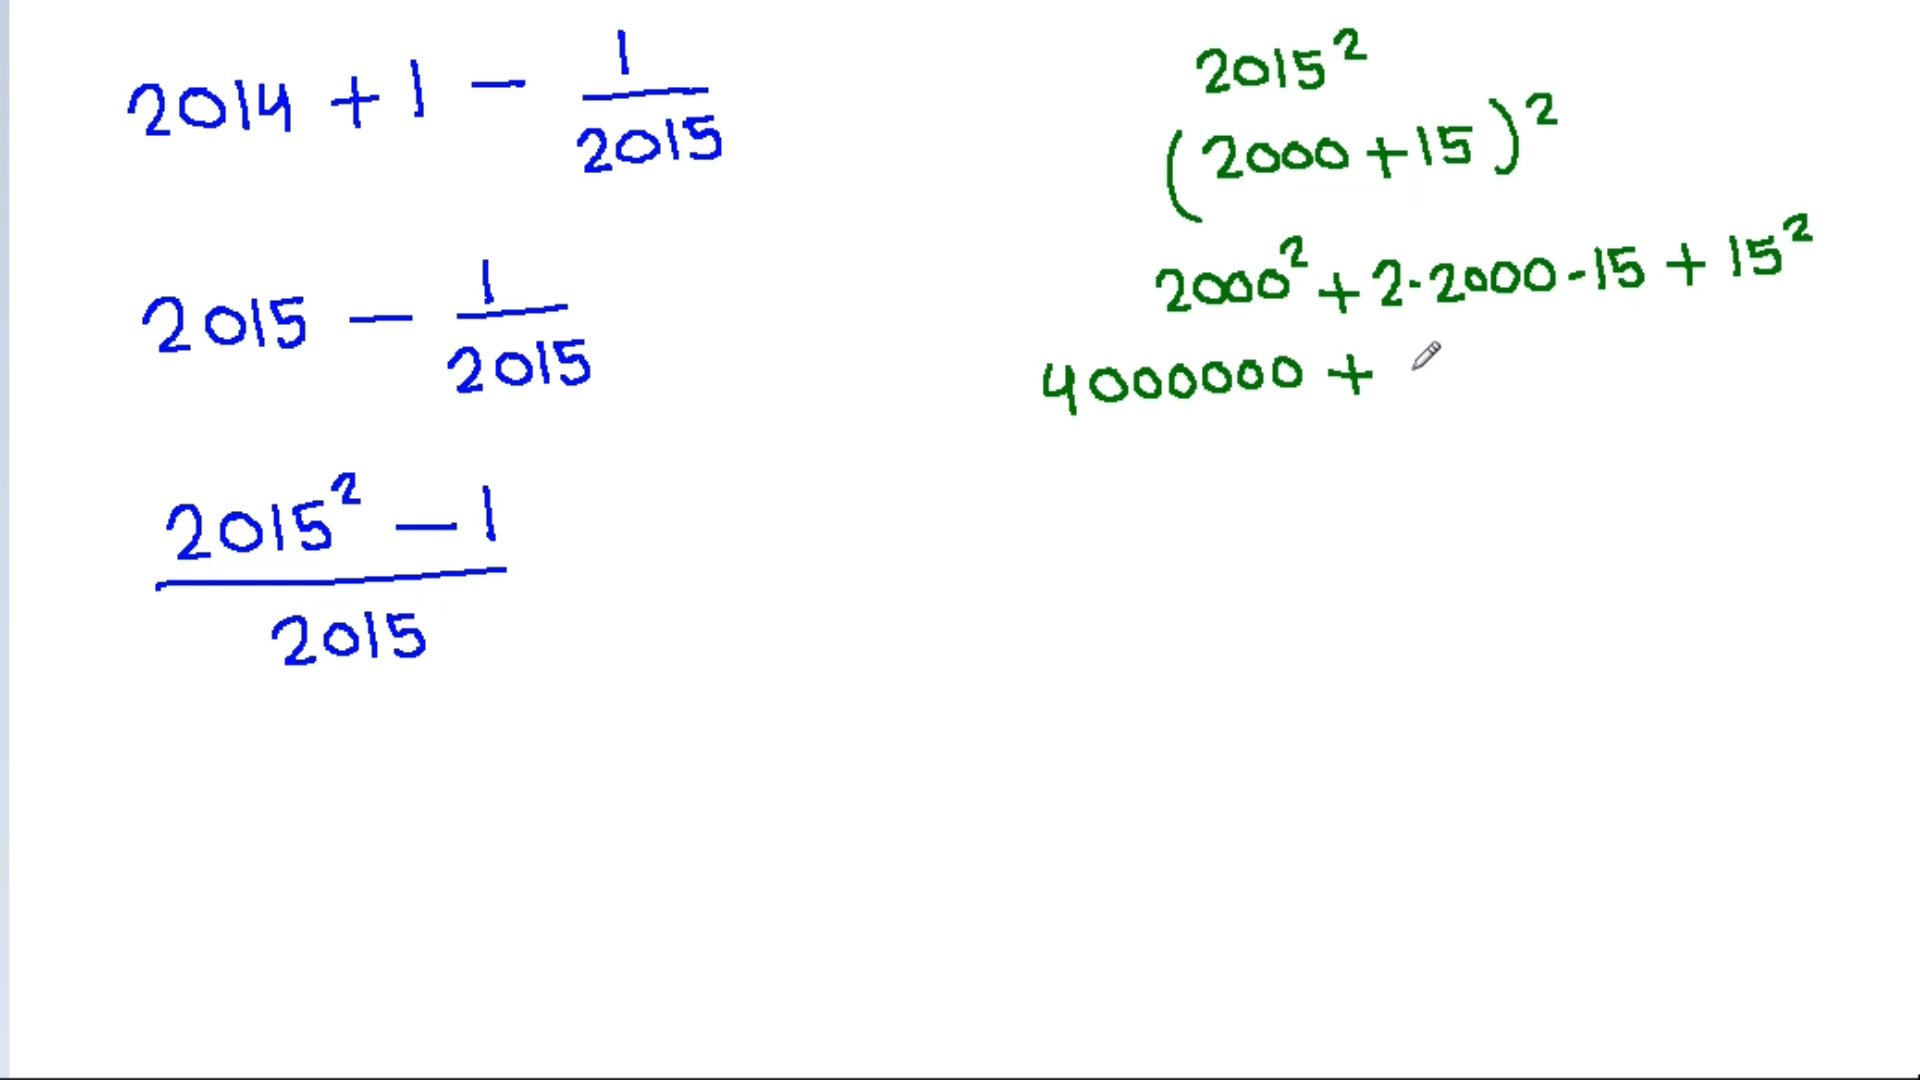 2014 + 1 − 1/2015
2015 − 1/2015
2015² − 1
2015
2015²
(2000 + 15)²
2000² + 2·2000·15 + 15²
4000000 +